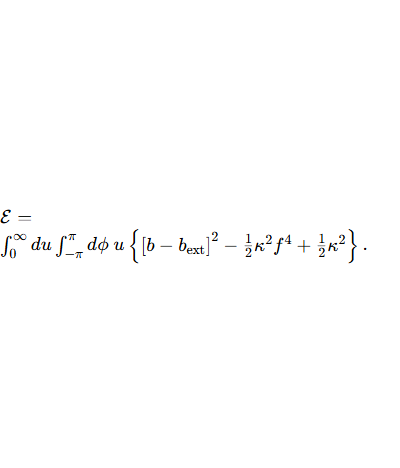 ℰ =
∫₀^∞ du ∫_{−π}^{π} dϕ u { [b − b_ext]² − ½κ²f⁴ + ½κ² } .